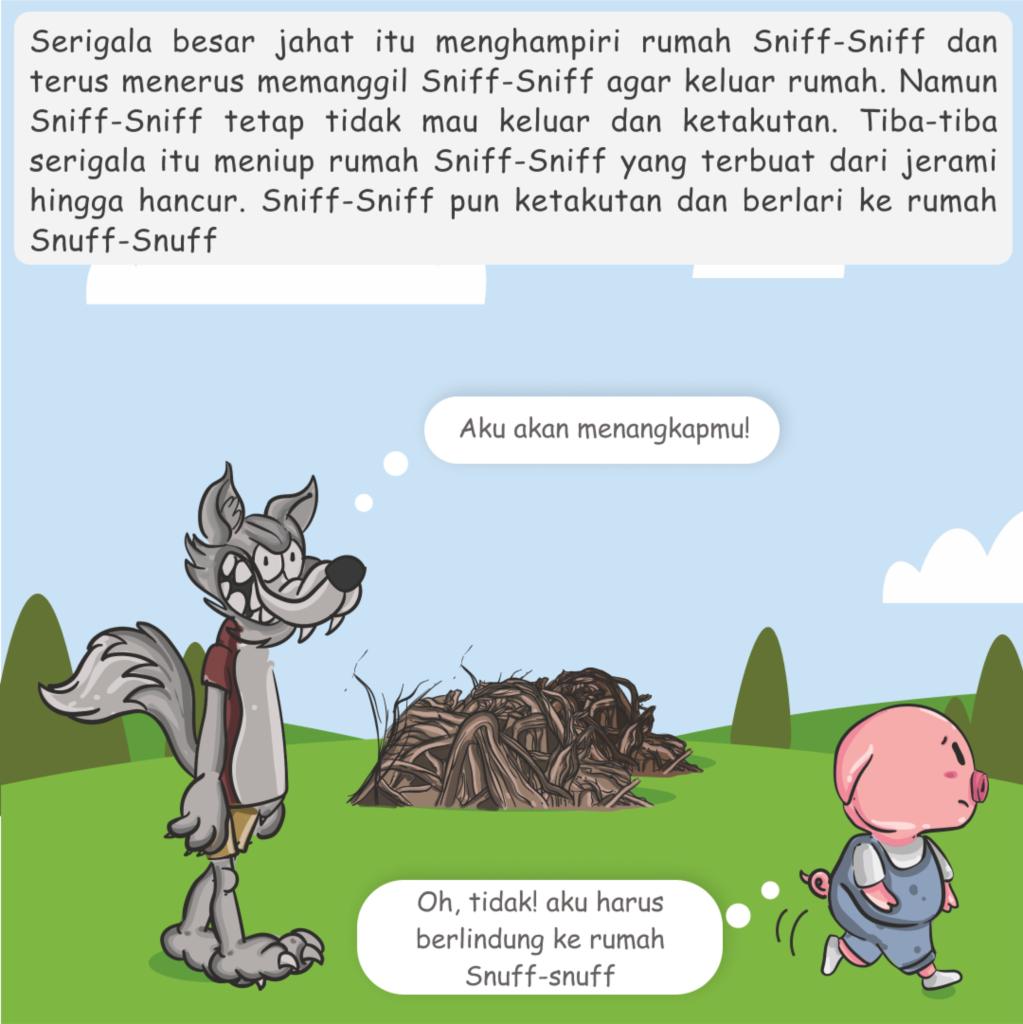 Serigala besar jahat itu menghampiri rumah Sniff-Sniff dan
terus menerus memanggil Sniff-Sniff agar keluar rumah. Namun
Sniff-Sniff tetap tidak mau keluar dan ketakutan. Tiba-tiba
serigala itu meniup rumah Sniff-Sniff yang terbuat dari jerami
hingga hancur. Sniff-Sniff pun ketakutan dan berlari ke rumah
Snuff-Snuff
Aku akan menangkapmu!
Oh, tidak! aku harus
berlindung ke rumah
Snuff-snuff